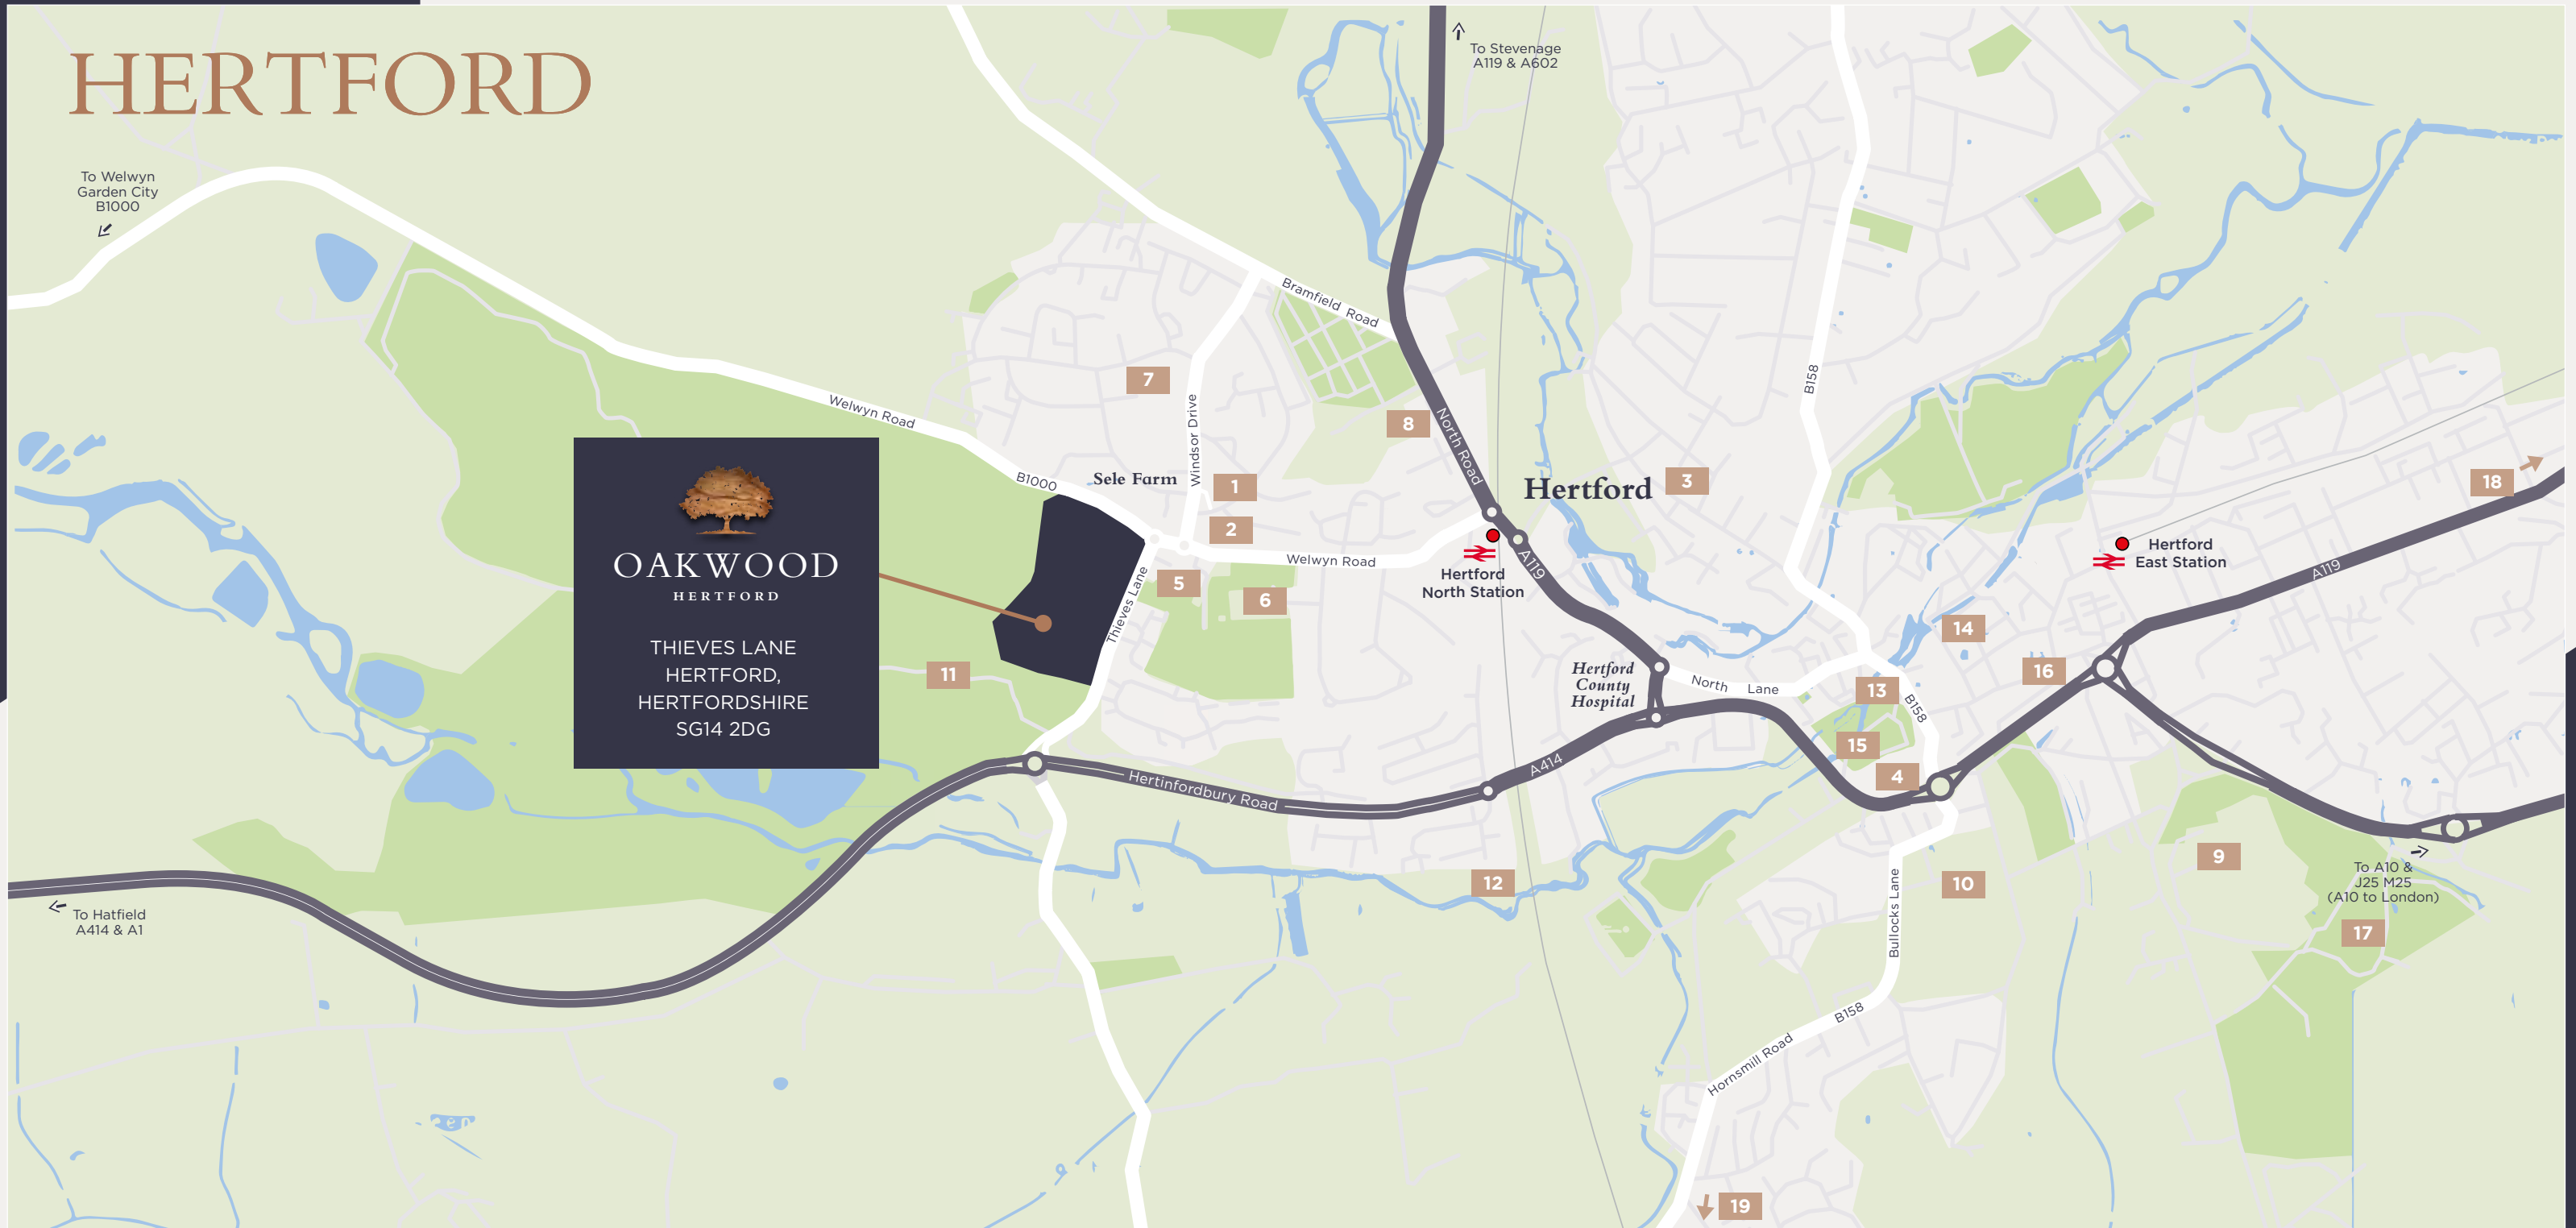 HERTFORD
To Stevenage
A119 & A602
To Welwyn
Garden City
B1000
Bramfield Road
B158
7
Windsor Drive
Welwyn Road
8
North Road
B1000
Sele Farm
1
2
Hertford
3
18
OAKWOOD
HERTFORD
THIEVES LANE
HERTFORD,
HERTFORDSHIRE
SG14 2DG
Welwyn Road
A119
Hertford
North Station
Hertford
East Station
A119
Thieves Lane
5
6
14
11
16
Hertford
County
Hospital
North Lane
13
B158
15
4
Hertinfordbury Road
A414
12
10
9
To A10 &
J25 M25
(A10 to London)
17
To Hatfield
A414 & A1
Bullocks Lane
B158
Hornsmill Road
19